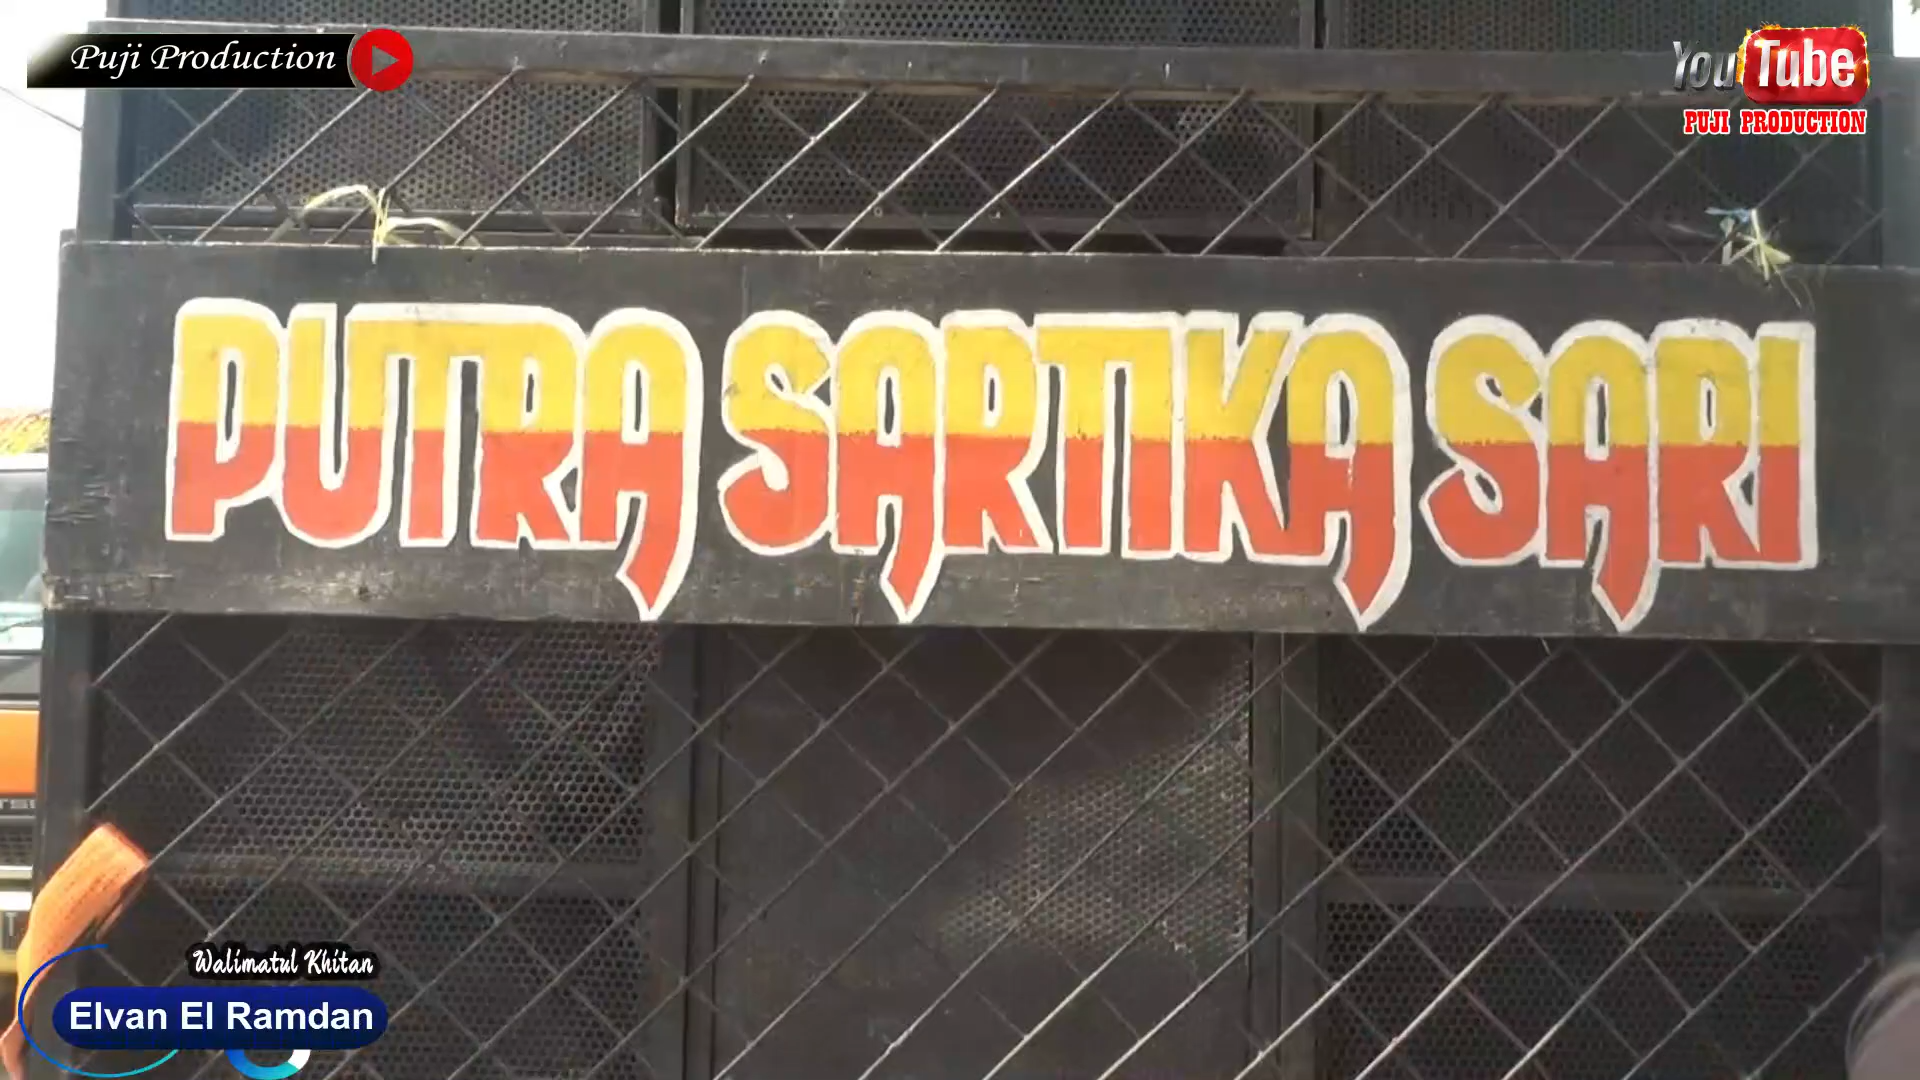 Puji Production
YouTube
PUJI PRODUCTION
PUTRA SARTIKA SARI
Walimatul Khitan
Elvan El Ramdan